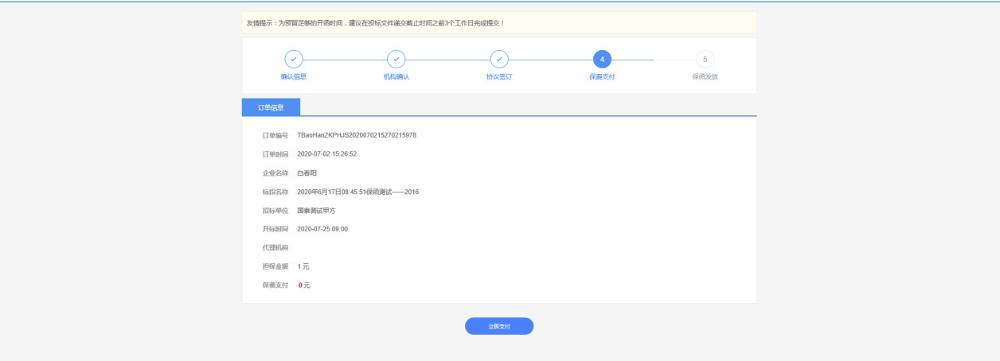 友情提示：为预留足够的开函时间，建议在投标文件递交截止时间之前3个工作日完成提交！
4 5
确认信息 机构确认 协议签订 保费支付 保函发放
订单信息
订单编号 TBaoHanZKPHJS2020070215270215978
订单时间 2020-07-02 15:26:52
企业名称 白春阳
标段名称 2020年6月17日08:45:51保函测试——2016
招标单位 国泰测试甲方
开标时间 2020-07-25 09:00
代理机构
担保金额 1 元
保费支付 0 元
立即支付